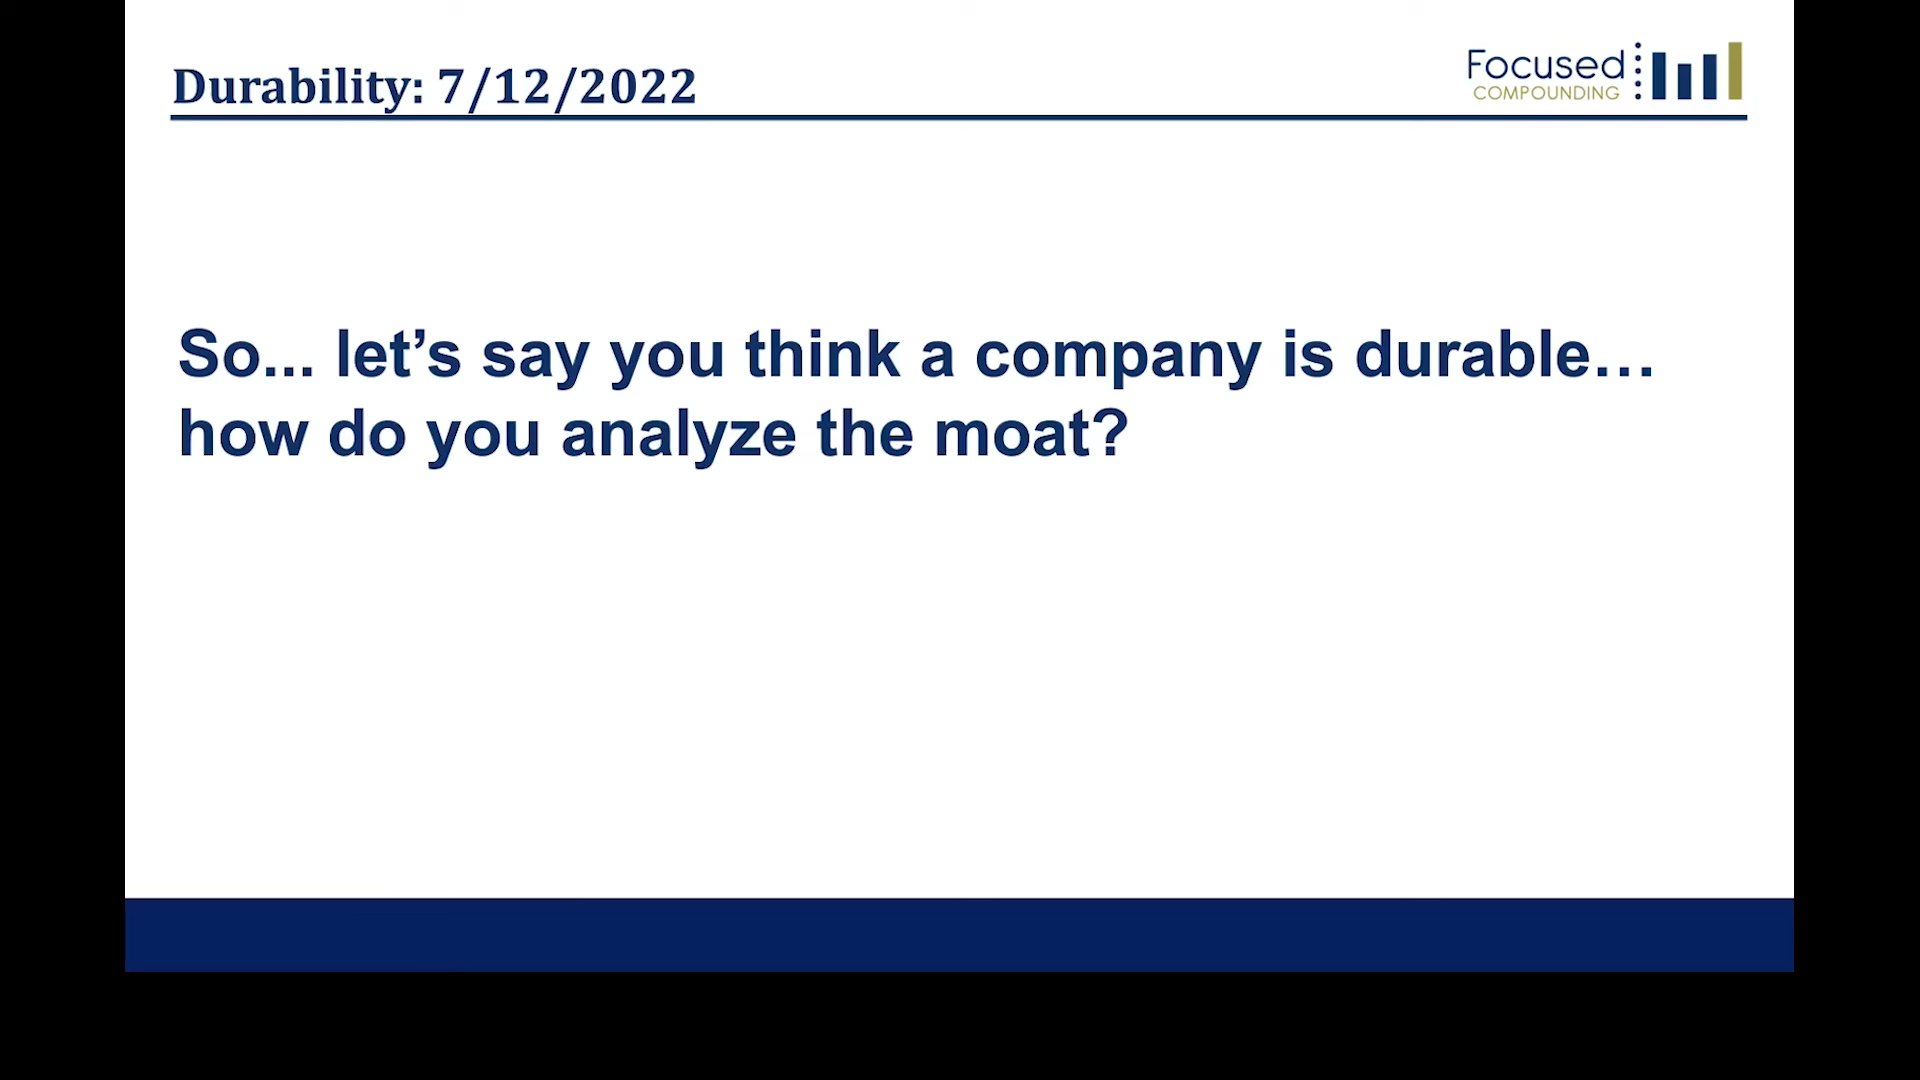 Durability: 7/12/2022
Focused
COMPOUNDING
So... let’s say you think a company is durable…
how do you analyze the moat?